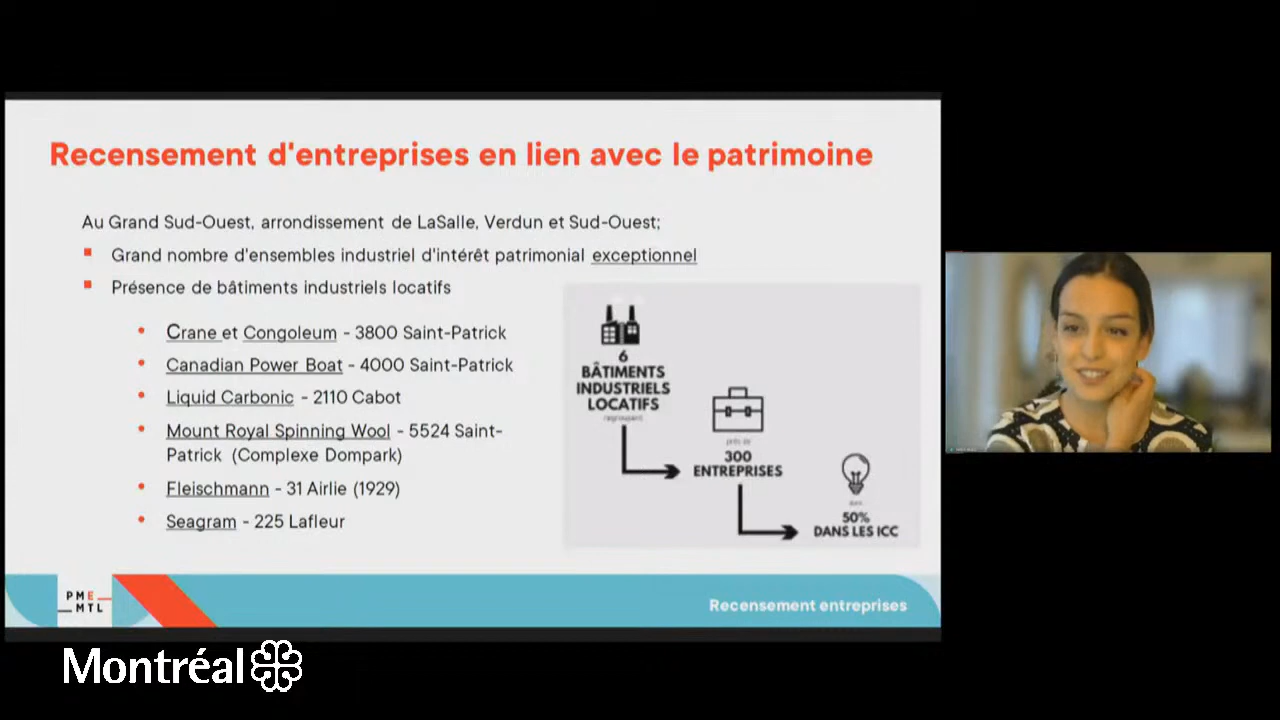 Recensement d'entreprises en lien avec le patrimoine
Au Grand Sud-Ouest, arrondissement de LaSalle, Verdun et Sud-Ouest;
Grand nombre d'ensembles industriel d'intérêt patrimonial exceptionnel
Présence de bâtiments industriels locatifs
Crane et Congoleum - 3800 Saint-Patrick
Canadian Power Boat - 4000 Saint-Patrick
Liquid Carbonic - 2110 Cabot
Mount Royal Spinning Wool - 5524 Saint-
Patrick (Complexe Dompark)
Fleischmann - 31 Airlie (1929)
Seagram - 225 Lafleur
6
BÂTIMENTS
INDUSTRIELS
LOCATIFS
regroupant
près de
300
ENTREPRISES
50%
DANS LES ICC
PME
MTL
Recensement entreprises
Montréal